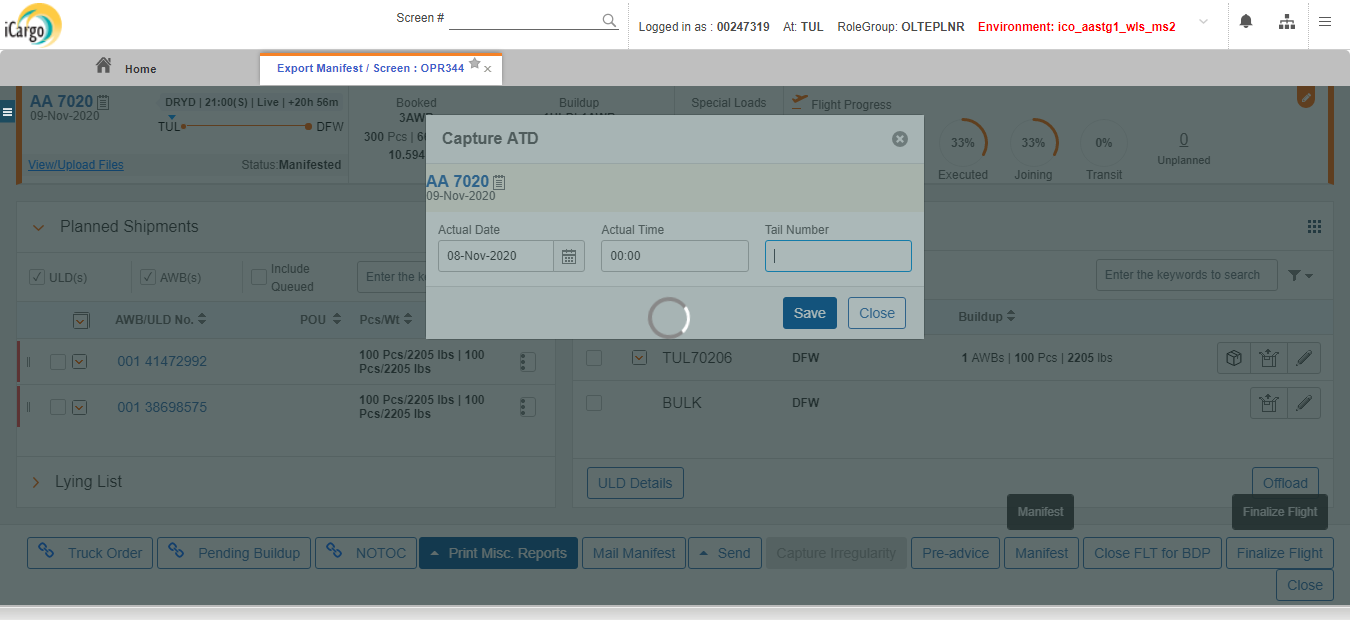 iCargo
Screen #
Logged in as : 00247319 At: TUL RoleGroup: OLTEPLNR Environment: ico_aastg1_wls_ms2
Home
Export Manifest / Screen : OPR344
AA 7020
09-Nov-2020
DRYD | 21:00(S) | Live | +20h 56m
TUL DFW
View/Upload Files
Status:Manifested
Booked
300 Pcs |
10.594
Buildup
Special Loads
Flight Progress
33%
Executed
33%
Joining
0%
Transit
0
Unplanned
Capture ATD
AA 7020
09-Nov-2020
Actual Date
08-Nov-2020
Actual Time
00:00
Tail Number
Save
Close
Planned Shipments
ULD(s)
AWB(s)
Include
Queued
Enter the
Enter the keywords to search
AWB/ULD No.
POU
Pcs/Wt
Buildup
001 41472992
100 Pcs/2205 lbs | 100
Pcs/2205 lbs
001 38698575
100 Pcs/2205 lbs | 100
Pcs/2205 lbs
TUL70206
DFW
1 AWBs | 100 Pcs | 2205 lbs
BULK
DFW
Lying List
ULD Details
Offload
Manifest
Finalize Flight
Truck Order
Pending Buildup
NOTOC
Print Misc. Reports
Mail Manifest
Send
Capture Irregularity
Pre-advice
Manifest
Close FLT for BDP
Finalize Flight
Close